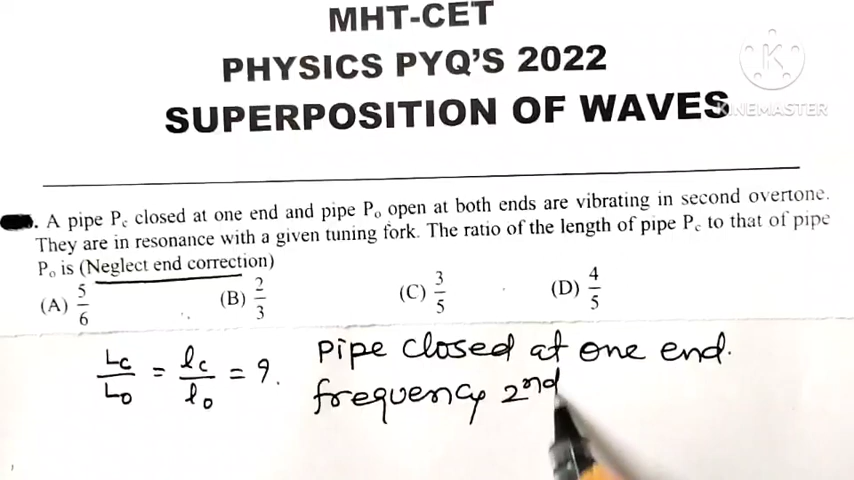 MHT-CET
PHYSICS PYQ'S 2022
SUPERPOSITION OF WAVES
KINEMASTER
. A pipe Pc closed at one end and pipe Po open at both ends are vibrating in second overtone.
They are in resonance with a given tuning fork. The ratio of the length of pipe Pc to that of pipe
Po is (Neglect end correction)
(A) 5/6 (B) 2/3 (C) 3/5 (D) 4/5
Lc/Lo = lc/lo = ?. Pipe closed at one end.
frequency 2nd